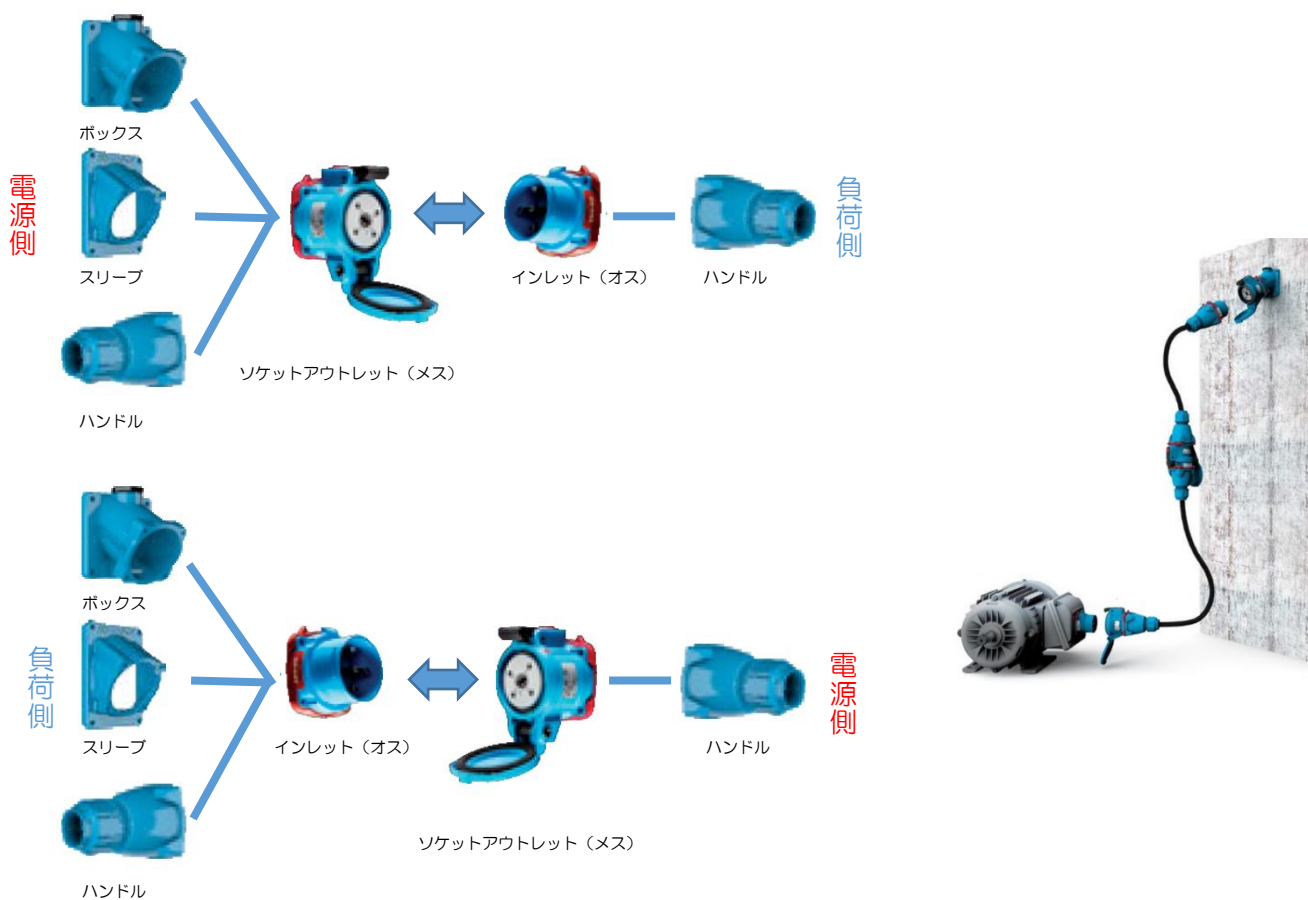 ボックス
電源側
スリーブ
インレット（オス）
ハンドル
負荷側
ソケットアウトレット（メス）
ハンドル
ボックス
負荷側
スリーブ
インレット（オス）
ハンドル
電源側
ソケットアウトレット（メス）
ハンドル